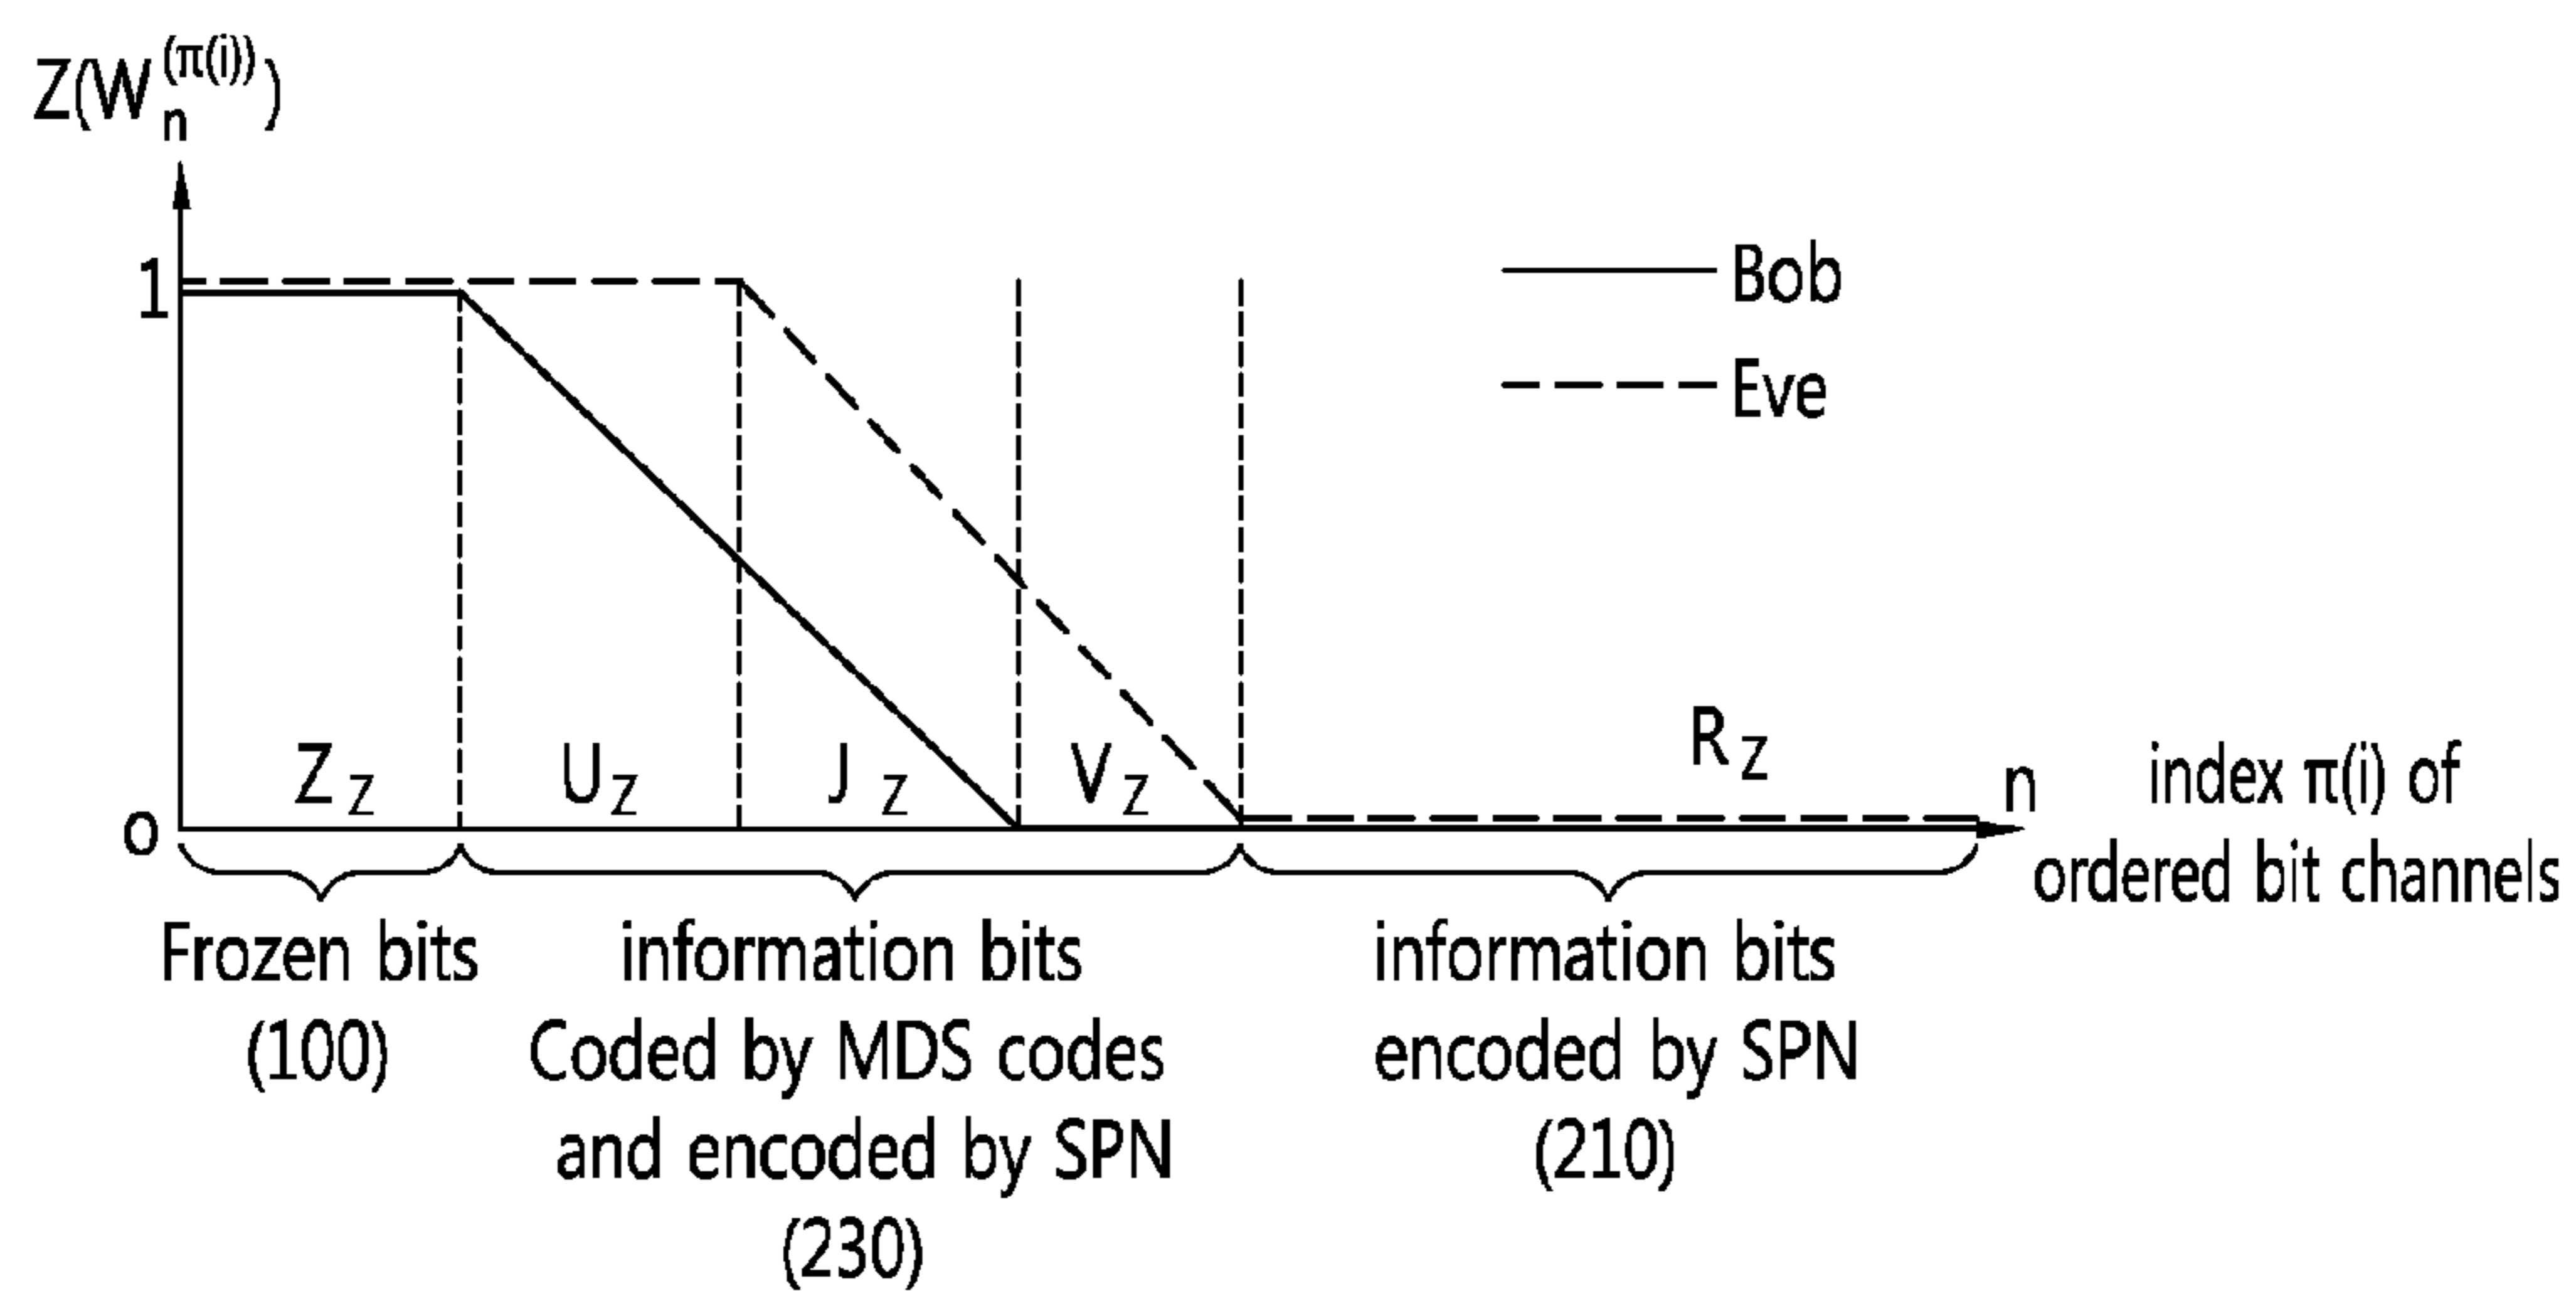 Z(W_n^(π(i)))
1
Bob
Eve
Z_Z
U_Z
J_Z
V_Z
R_Z
o
n
index π(i) of
ordered bit channels
Frozen bits
(100)
information bits
Coded by MDS codes
and encoded by SPN
(230)
information bits
encoded by SPN
(210)